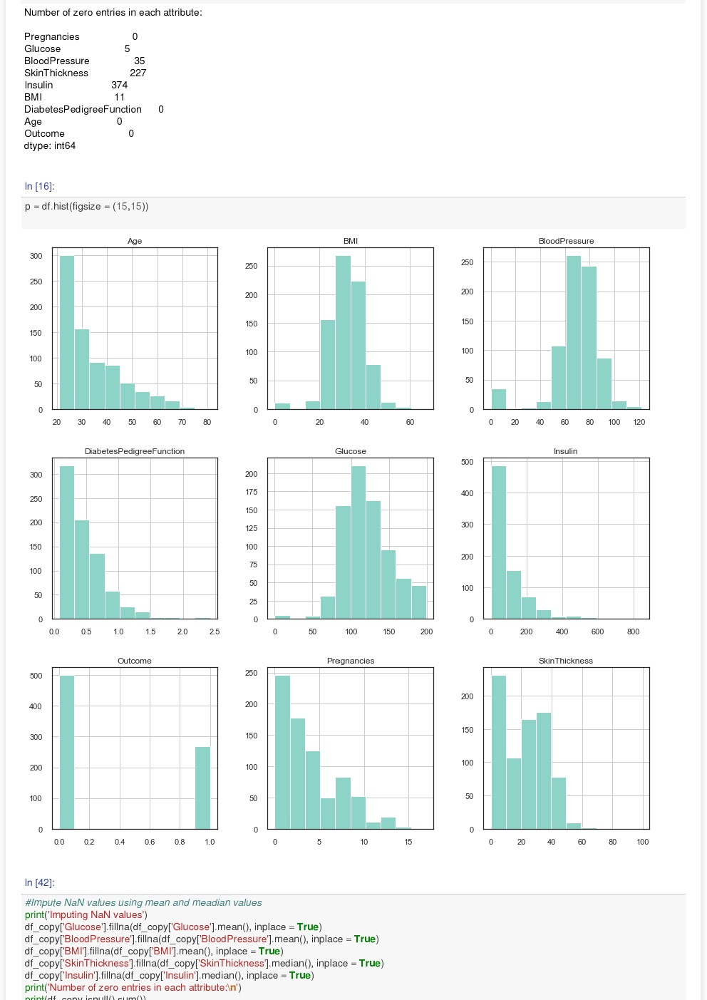 Number of zero entries in each attribute:
Pregnancies 0
Glucose 5
BloodPressure 35
SkinThickness 227
Insulin 374
BMI 11
DiabetesPedigreeFunction 0
Age 0
Outcome 0
dtype: int64
In [16]:
p = df.hist(figsize = (15,15))
Age
300
250
200
150
100
50
0
20 30 40 50 60 70 80
BMI
250
200
150
100
50
0
0 20 40 60
BloodPressure
250
200
150
100
50
0
0 20 40 60 80 100 120
DiabetesPedigreeFunction
300
250
200
150
100
50
0
0.0 0.5 1.0 1.5 2.0 2.5
Glucose
200
175
150
125
100
75
50
25
0
0 50 100 150 200
Insulin
500
400
300
200
100
0
0 200 400 600 800
Outcome
500
400
300
200
100
0
0.0 0.2 0.4 0.6 0.8 1.0
Pregnancies
250
200
150
100
50
0
0 5 10 15
SkinThickness
200
150
100
50
0
0 20 40 60 80 100
In [42]:
#Impute NaN values using mean and meadian values
print('Imputing NaN values')
df_copy['Glucose'].fillna(df_copy['Glucose'].mean(), inplace = True)
df_copy['BloodPressure'].fillna(df_copy['BloodPressure'].mean(), inplace = True)
df_copy['BMI'].fillna(df_copy['BMI'].mean(), inplace = True)
df_copy['SkinThickness'].fillna(df_copy['SkinThickness'].median(), inplace = True)
df_copy['Insulin'].fillna(df_copy['Insulin'].median(), inplace = True)
print('Number of zero entries in each attribute:\n')
print(df_copy.isnull().sum())